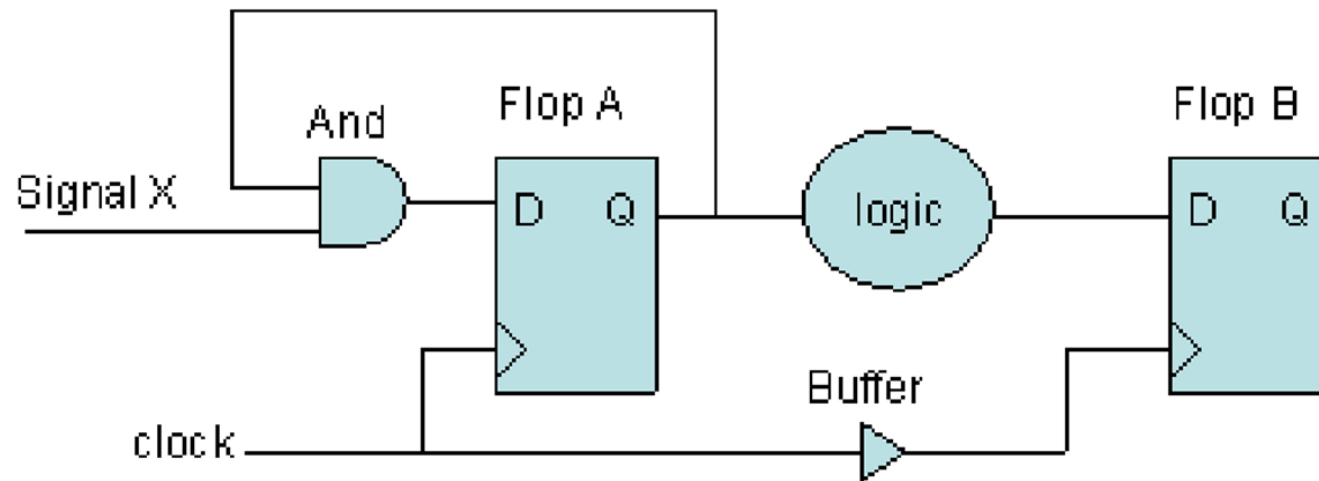 And
Flop A
Flop B
Signal X
D Q
logic
D Q
Buffer
clock